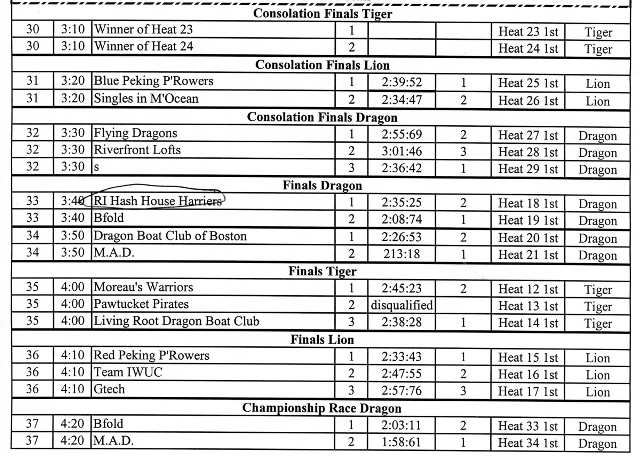 Consolation Finals Tiger
30 3:10 Winner of Heat 23 1 Heat 23 1st Tiger
30 3:10 Winner of Heat 24 2 Heat 24 1st Tiger
Consolation Finals Lion
31 3:20 Blue Peking P'Rowers 1 2:39:52 1 Heat 25 1st Lion
31 3:20 Singles in M'Ocean 2 2:34:47 2 Heat 26 1st Lion
Consolation Finals Dragon
32 3:30 Flying Dragons 1 2:55:69 2 Heat 27 1st Dragon
32 3:30 Riverfront Lofts 2 3:01:46 3 Heat 28 1st Dragon
32 3:30 s 3 2:36:42 1 Heat 29 1st Dragon
Finals Dragon
33 3:40 RI Hash House Harriers 1 2:35:25 2 Heat 18 1st Dragon
33 3:40 Bfold 2 2:08:74 1 Heat 19 1st Dragon
34 3:50 Dragon Boat Club of Boston 1 2:26:53 2 Heat 20 1st Dragon
34 3:50 M.A.D. 2 213:18 1 Heat 21 1st Dragon
Finals Tiger
35 4:00 Moreau's Warriors 1 2:45:23 2 Heat 12 1st Tiger
35 4:00 Pawtucket Pirates 2 disqualified Heat 13 1st Tiger
35 4:00 Living Root Dragon Boat Club 3 2:38:28 1 Heat 14 1st Tiger
Finals Lion
36 4:10 Red Peking P'Rowers 1 2:33:43 1 Heat 15 1st Lion
36 4:10 Team IWUC 2 2:47:55 2 Heat 16 1st Lion
36 4:10 Gtech 3 2:57:76 3 Heat 17 1st Lion
Championship Race Dragon
37 4:20 Bfold 1 2:03:11 2 Heat 33 1st Dragon
37 4:20 M.A.D. 2 1:58:61 1 Heat 34 1st Dragon